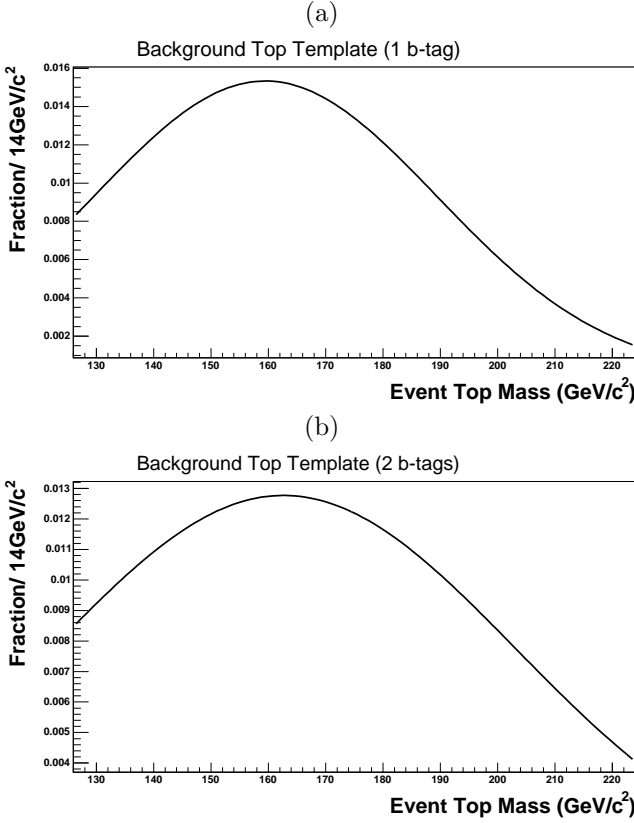 (a)
Background Top Template (1 b-tag)
Fraction/ 14GeV/c²
0.016
0.014
0.012
0.01
0.008
0.006
0.004
0.002
130 140 150 160 170 180 190 200 210 220
Event Top Mass (GeV/c²)
(b)
Background Top Template (2 b-tags)
Fraction/ 14GeV/c²
0.013
0.012
0.011
0.01
0.009
0.008
0.007
0.006
0.005
0.004
130 140 150 160 170 180 190 200 210 220
Event Top Mass (GeV/c²)